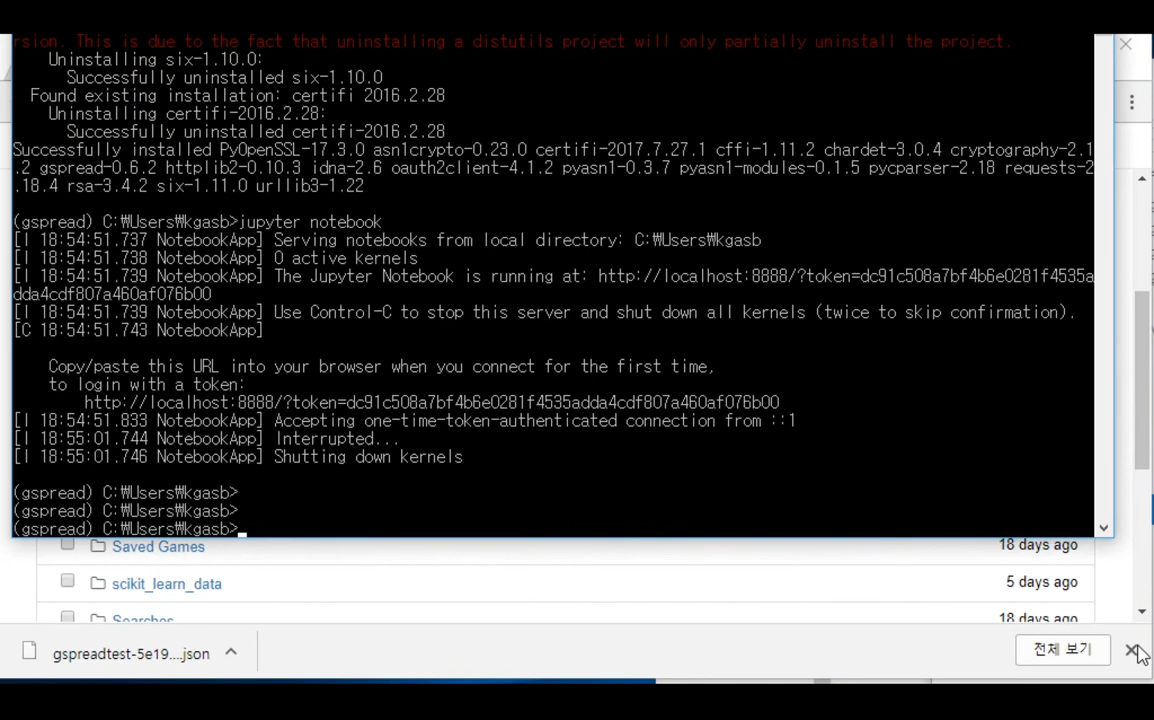 rsion. This is due to the fact that uninstalling a distutils project will only partially uninstall the project.
Uninstalling six-1.10.0:
Successfully uninstalled six-1.10.0
Found existing installation: certifi 2016.2.28
Uninstalling certifi-2016.2.28:
Successfully uninstalled certifi-2016.2.28
Successfully installed PyOpenSSL-17.3.0 asn1crypto-0.23.0 certifi-2017.7.27.1 cffi-1.11.2 chardet-3.0.4 cryptography-2.1
.2 gspread-0.6.2 httplib2-0.10.3 idna-2.6 oauth2client-4.1.2 pyasn1-0.3.7 pyasn1-modules-0.1.5 pycparser-2.18 requests-2
.18.4 rsa-3.4.2 six-1.11.0 urllib3-1.22
(gspread) C:₩Users₩kgasb>jupyter notebook
[I 18:54:51.737 NotebookApp] Serving notebooks from local directory: C:₩Users₩kgasb
[I 18:54:51.738 NotebookApp] 0 active kernels
[I 18:54:51.739 NotebookApp] The Jupyter Notebook is running at: http://localhost:8888/?token=dc91c508a7bf4b6e0281f4535a
dda4cdf807a460af076b00
[I 18:54:51.739 NotebookApp] Use Control-C to stop this server and shut down all kernels (twice to skip confirmation).
[C 18:54:51.743 NotebookApp]
Copy/paste this URL into your browser when you connect for the first time,
to login with a token:
http://localhost:8888/?token=dc91c508a7bf4b6e0281f4535adda4cdf807a460af076b00
[I 18:54:51.833 NotebookApp] Accepting one-time-token-authenticated connection from ::1
[I 18:55:01.744 NotebookApp] Interrupted...
[I 18:55:01.746 NotebookApp] Shutting down kernels
(gspread) C:₩Users₩kgasb>
(gspread) C:₩Users₩kgasb>
(gspread) C:₩Users₩kgasb>
Saved Games 18 days ago
scikit_learn_data 5 days ago
Searches 18 days ago
gspreadtest-5e19....json 전체 보기